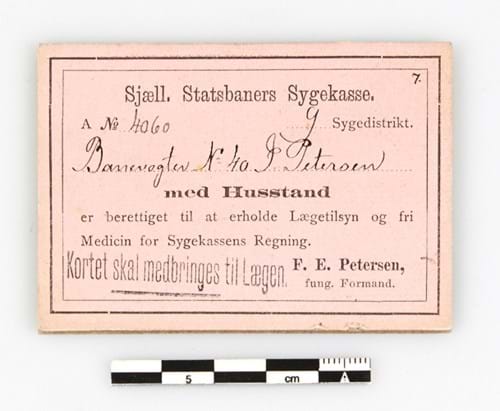 7.
Sjæll. Statsbaners Sygekasse.
A № 4060 9 Sygedistrikt.
Banevogter N: 40 F Petersen
med Husstand
er berettiget til at erholde Lægetilsyn og fri
Medicin for Sygekassens Regning.
Kortet skal medbringes til Lægen.
F. E. Petersen,
fung. Formand.
5 cm A